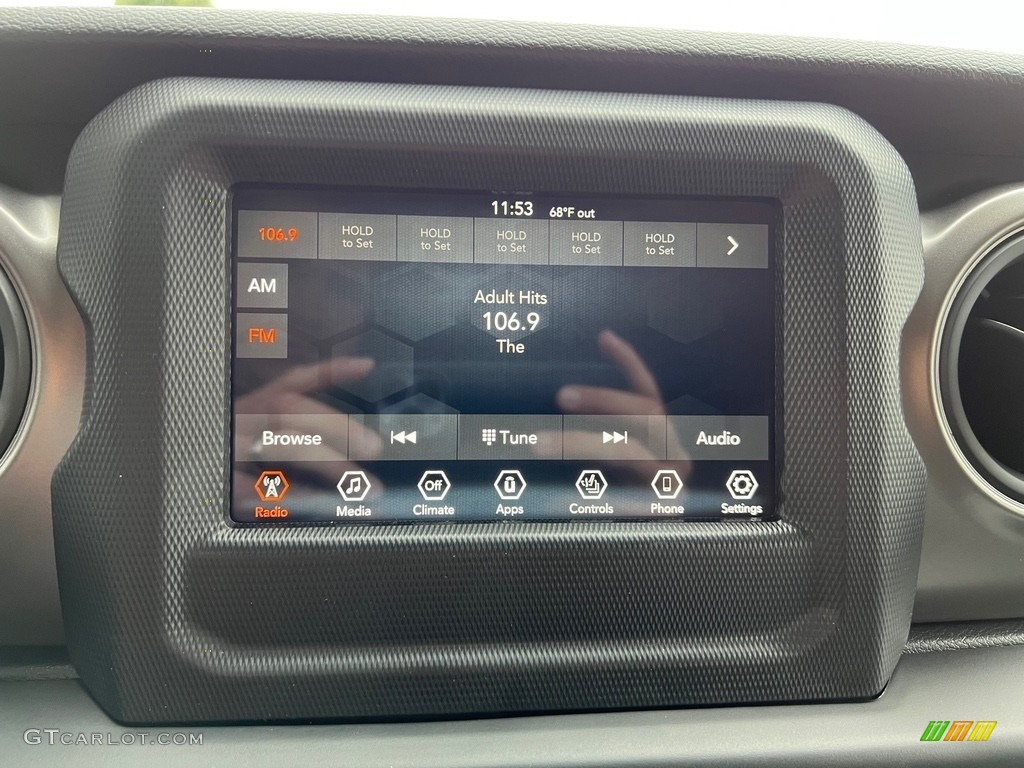 11:53 68°F out
106.9 HOLD to Set HOLD to Set HOLD to Set HOLD to Set HOLD to Set
AM
FM
Adult Hits
106.9
The
Browse Tune Audio
Off
Radio Media Climate Apps Controls Phone Settings
GTCARLOT.COM